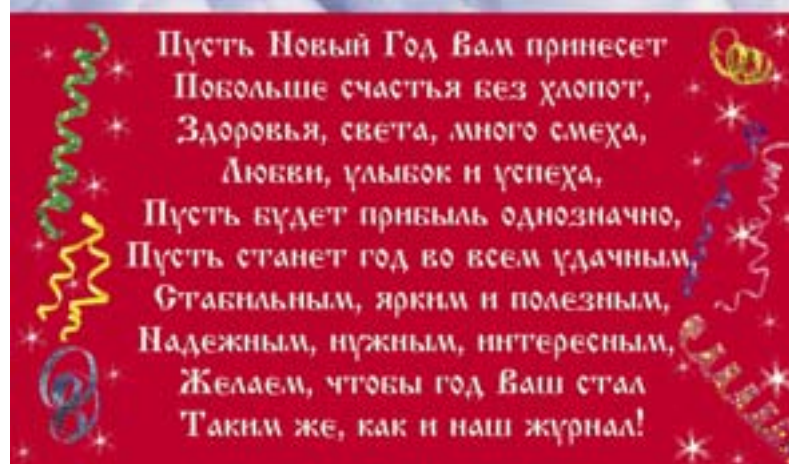 Пусть Новый Год Вам принесет
Побольше счастья без хлопот,
Здоровья, света, много смеха,
Любви, улыбок и успеха,
Пусть будет прибыль однозначно,
Пусть станет год во всем удачным,
Стабильным, ярким и полезным,
Надежным, нужным, интересным,
Желаем, чтобы год Ваш стал
Таким же, как и наш журнал!